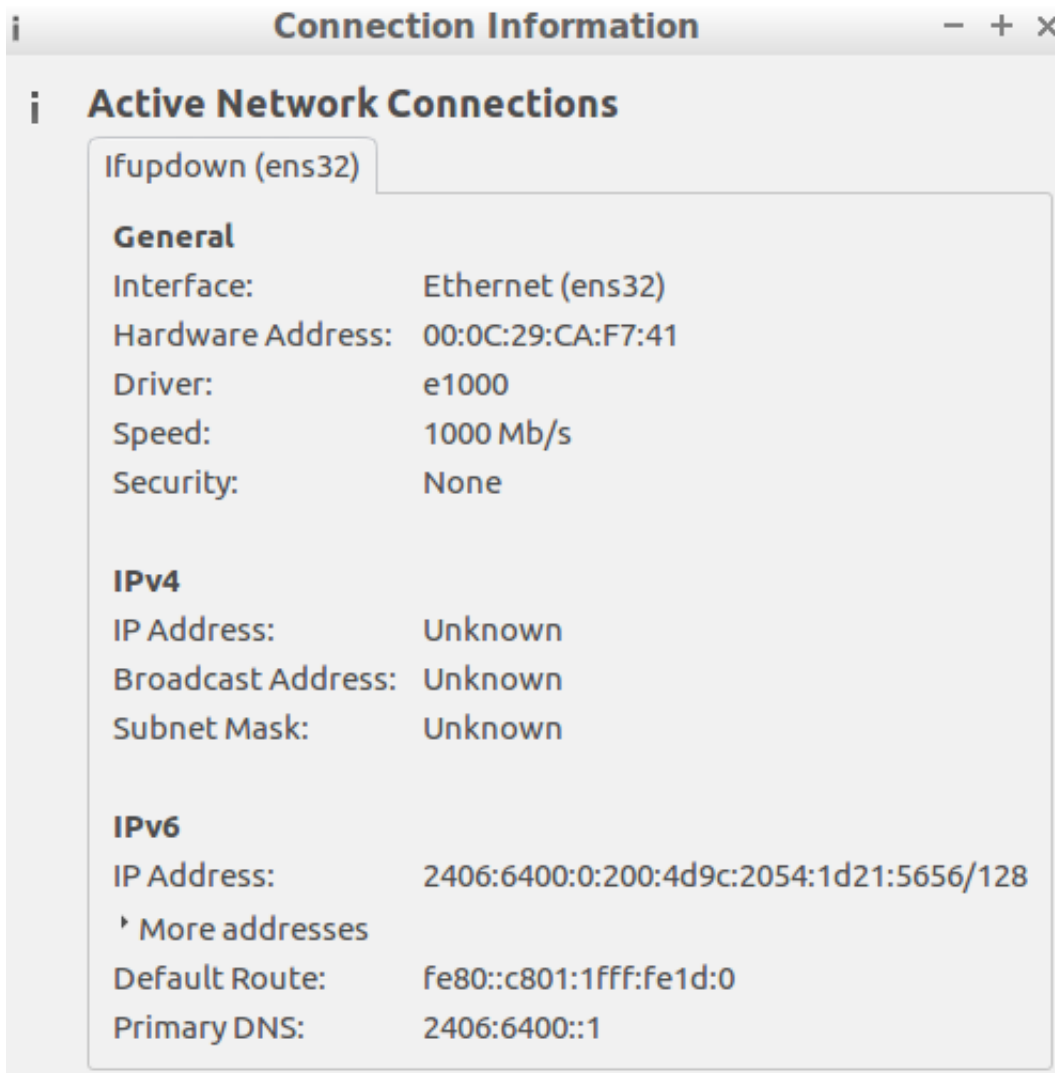 Connection Information
Active Network Connections
Ifupdown (ens32)
General
Interface: Ethernet (ens32)
Hardware Address: 00:0C:29:CA:F7:41
Driver: e1000
Speed: 1000 Mb/s
Security: None
IPv4
IP Address: Unknown
Broadcast Address: Unknown
Subnet Mask: Unknown
IPv6
IP Address: 2406:6400:0:200:4d9c:2054:1d21:5656/128
More addresses
Default Route: fe80::c801:1fff:fe1d:0
Primary DNS: 2406:6400::1